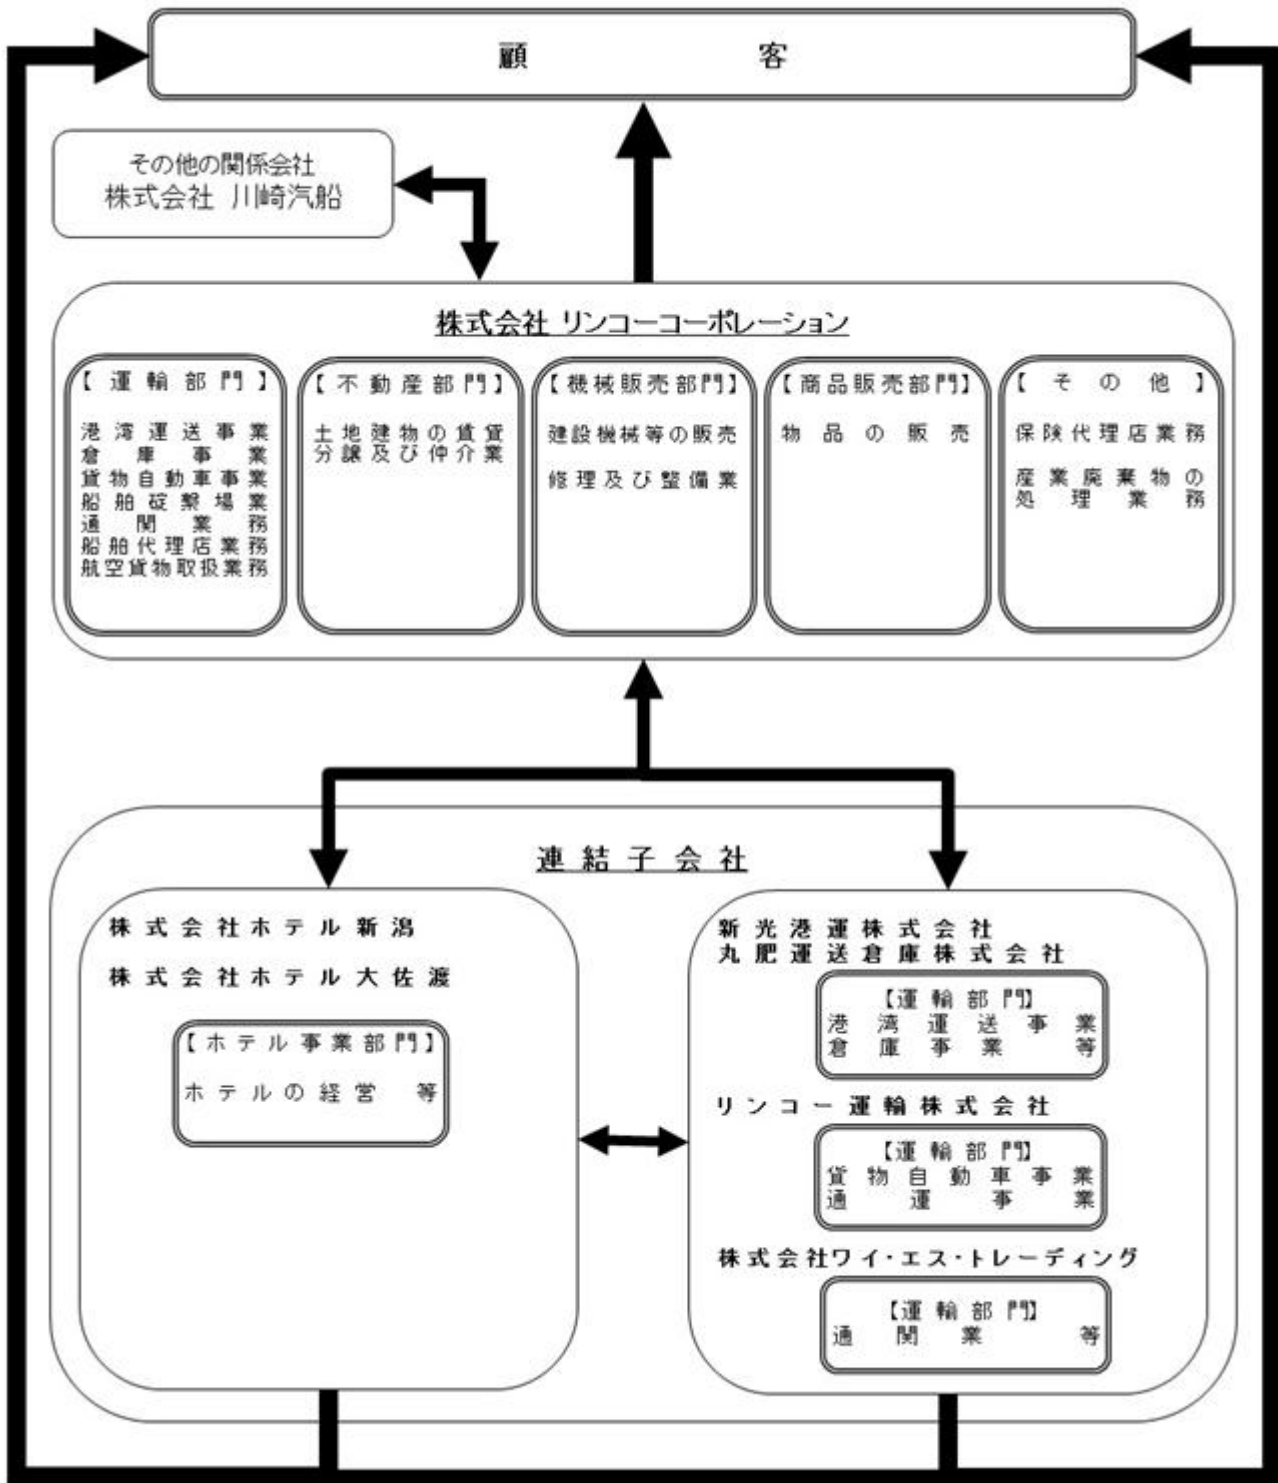 顧客
その他の関係会社
株式会社 川崎汽船
株式会社 リンコーコーポレーション
【運輸部門】
港湾運送事業
倉庫事業
貨物自動車事業
船舶碇繋場業
通関業務
船舶代理店業務
航空貨物取扱業務
【不動産部門】
土地建物の賃貸
分譲及び仲介業
【機械販売部門】
建設機械等の販売
修理及び整備業
【商品販売部門】
物品の販売
【その他】
保険代理店業務
産業廃棄物の
処理業務
連結子会社
株式会社ホテル新潟
株式会社ホテル大佐渡
【ホテル事業部門】
ホテルの経営 等
新光港運株式会社
丸肥運送倉庫株式会社
【運輸部門】
港湾運送事業
倉庫事業等
リンコー運輸株式会社
【運輸部門】
貨物自動車事業
通運事業
株式会社ワイ・エス・トレーディング
【運輸部門】
通関業等